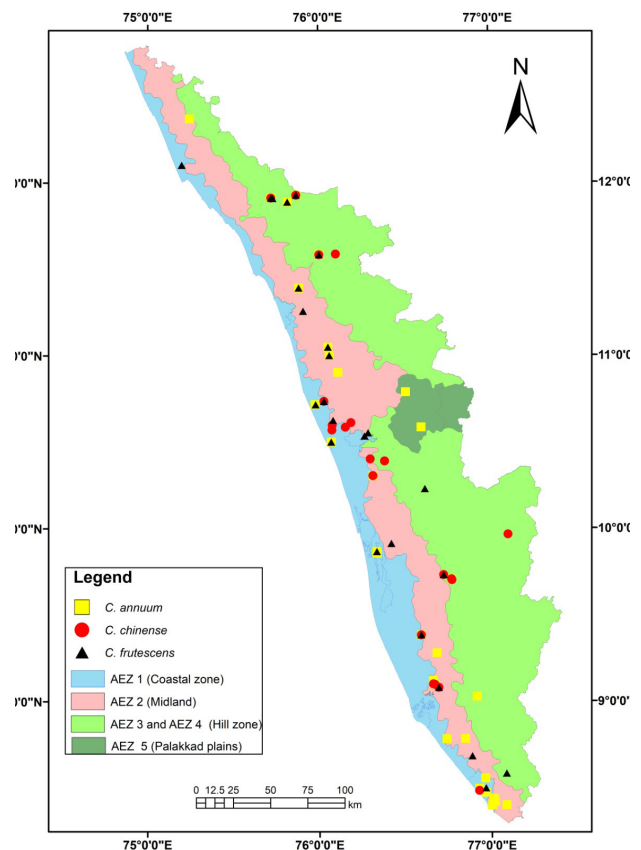 75°0'0"E 76°0'0"E 77°0'0"E
N
)'0"N 12°0'0
)'0"N 11°0'0
)'0"N 10°0'0
)'0"N 9°0'0"
Legend
C. annuum
C. chinense
C. frutescens
AEZ 1 (Coastal zone)
AEZ 2 (Midland)
AEZ 3 and AEZ 4 (Hill zone)
AEZ 5 (Palakkad plains)
0 12.5 25 50 75 100
km
75°0'0"E 76°0'0"E 77°0'0"E